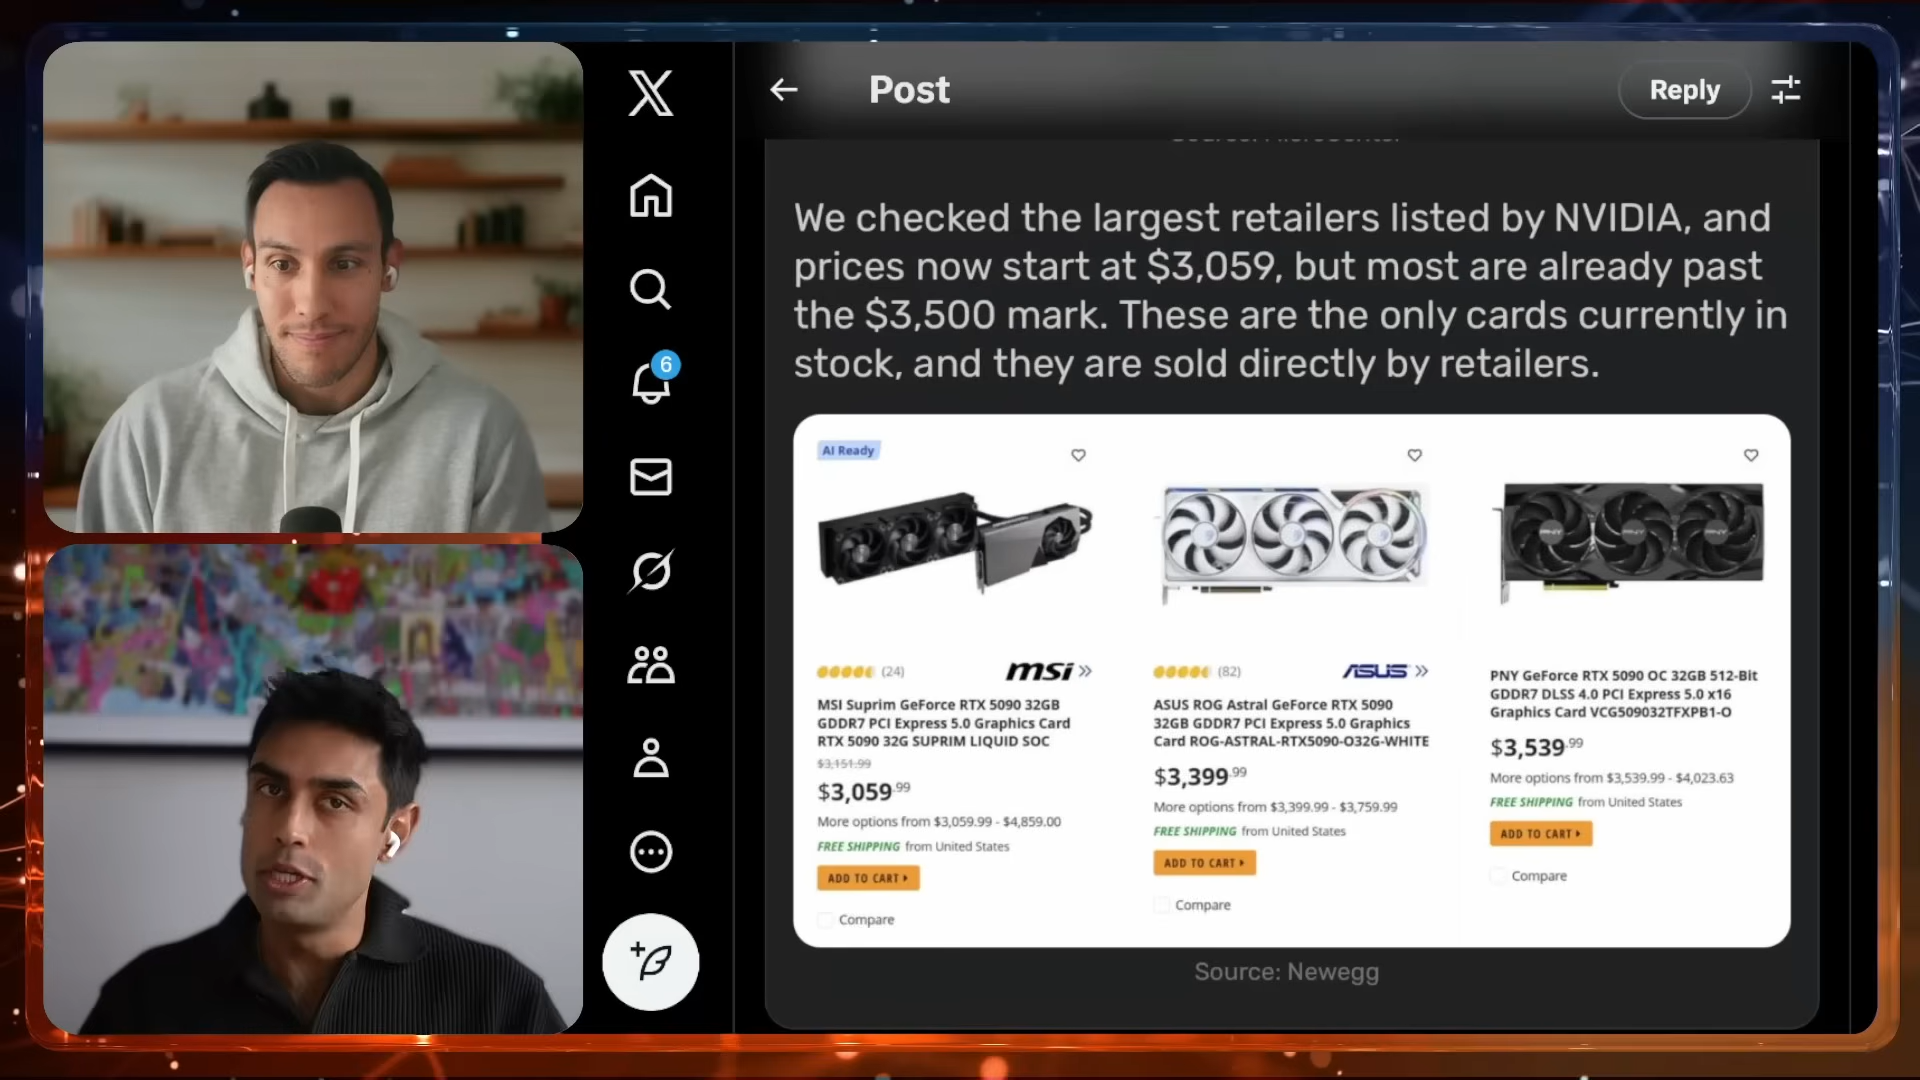 Post
Reply
6
We checked the largest retailers listed by NVIDIA, and
prices now start at $3,059, but most are already past
the $3,500 mark. These are the only cards currently in
stock, and they are sold directly by retailers.
AI Ready
(24)
msi
MSI Suprim GeForce RTX 5090 32GB
GDDR7 PCI Express 5.0 Graphics Card
RTX 5090 32G SUPRIM LIQUID SOC
$3,151.99
$3,059.99
More options from $3,059.99 - $4,859.00
FREE SHIPPING from United States
ADD TO CART
Compare
(82)
ASUS
ASUS ROG Astral GeForce RTX 5090
32GB GDDR7 PCI Express 5.0 Graphics
Card ROG-ASTRAL-RTX5090-O32G-WHITE
$3,399.99
More options from $3,399.99 - $3,759.99
FREE SHIPPING from United States
ADD TO CART
Compare
PNY GeForce RTX 5090 OC 32GB 512-Bit
GDDR7 DLSS 4.0 PCI Express 5.0 x16
Graphics Card VCG509032TFXPB1-O
$3,539.99
More options from $3,539.99 - $4,023.63
FREE SHIPPING from United States
ADD TO CART
Compare
Source: Newegg